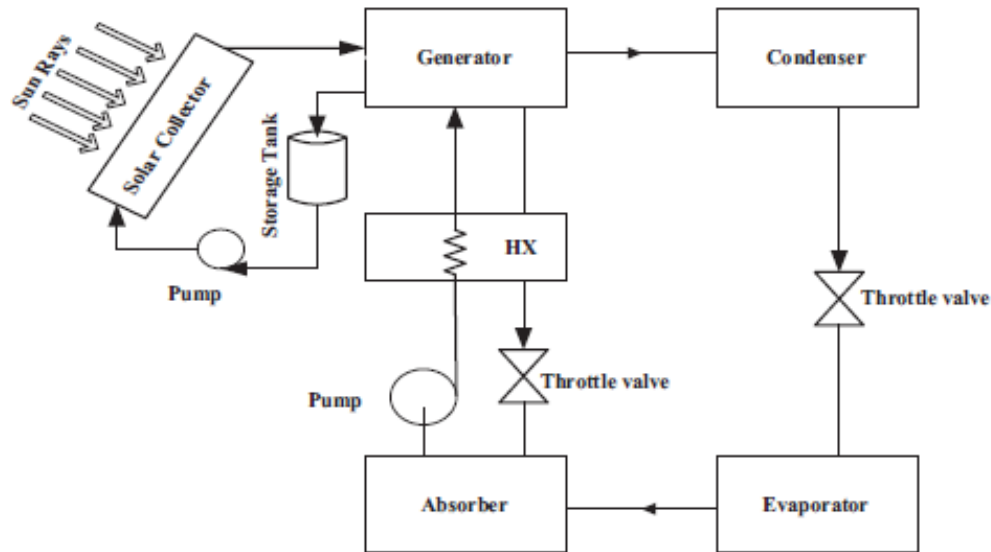 Sun Rays
Solar Collector
Generator
Condenser
Storage Tank
HX
Pump
Throttle valve
Pump
Throttle valve
Absorber
Evaporator